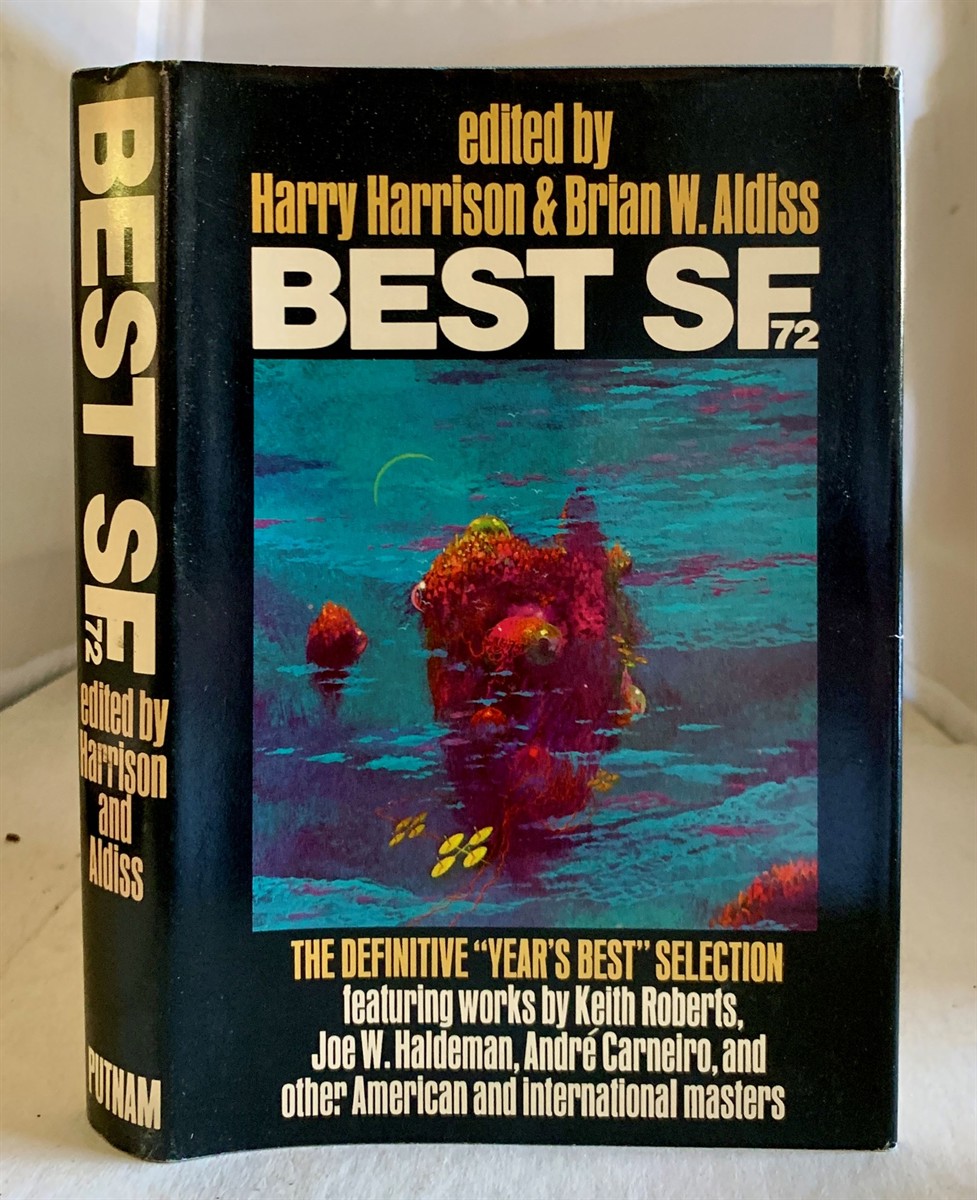 edited by
Harry Harrison & Brian W. Aldiss
BEST SF
72
THE DEFINITIVE “YEAR’S BEST” SELECTION
featuring works by Keith Roberts,
Joe W. Haldeman, André Carneiro, and
other American and international masters
BEST SF
72
edited by
Harrison
and
Aldiss
PUTNAM